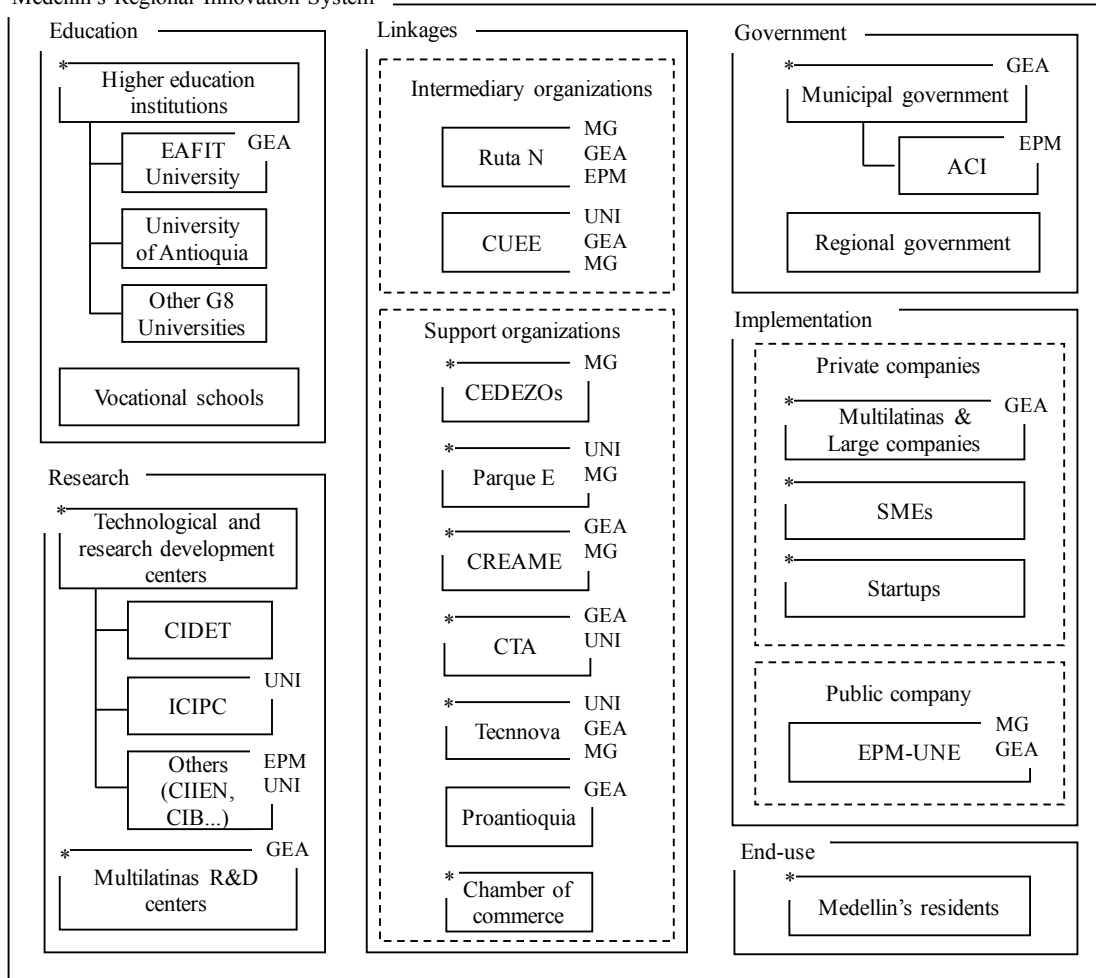 Medellin's Regional Innovation System
Education
*
Higher education
institutions
EAFIT
University
GEA
University
of Antioquia
Other G8
Universities
Vocational schools
Research
*
Technological and
research development
centers
CIDET
ICIPC
UNI
Others
(CIIEN,
CIB...)
EPM
UNI
*
GEA
Multilatinas R&D
centers
Linkages
Intermediary organizations
Ruta N
MG
GEA
EPM
CUEE
UNI
GEA
MG
Support organizations
*
MG
CEDEZOs
*
UNI
Parque E
MG
*
GEA
CREAME
MG
*
GEA
CTA
UNI
*
UNI
Tecnnova
GEA
MG
GEA
Proantioquia
*
Chamber of
commerce
Government
*
GEA
Municipal government
EPM
ACI
Regional government
Implementation
Private companies
*
GEA
Multilatinas &
Large companies
*
SMEs
*
Startups
Public company
MG
EPM-UNE
GEA
End-use
*
Medellin's residents